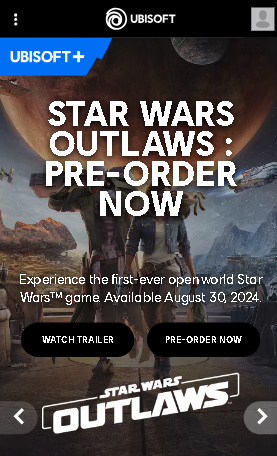 UBISOFT
UBISOFT+
STAR WARS
OUTLAWS :
PRE-ORDER
NOW
Experience the first-ever open world Star
Wars™ game. Available August 30, 2024.
WATCH TRAILER
PRE-ORDER NOW
STAR WARS
OUTLAWS